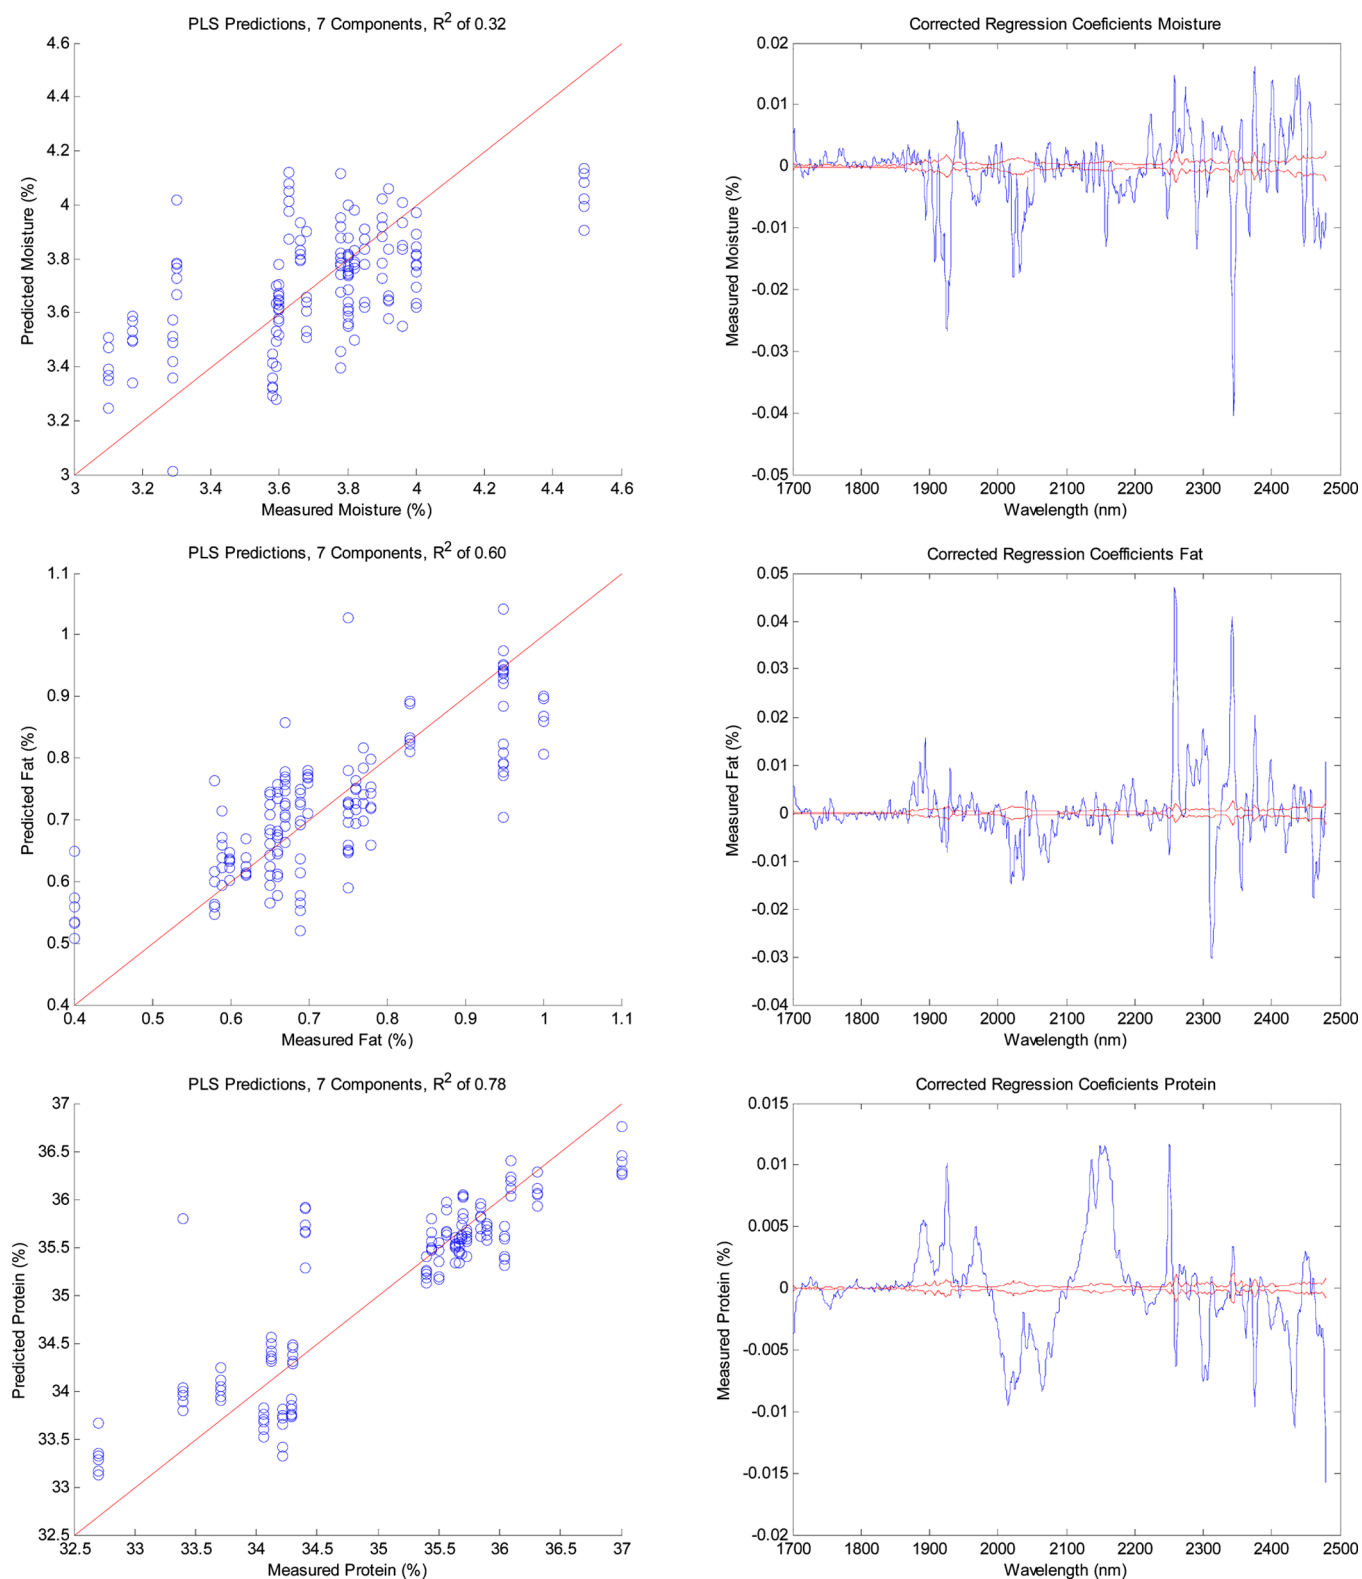 PLS Predictions, 7 Components, R² of 0.32
4.6
4.4
4.2
4
3.8
3.6
3.4
3.2
3
Predicted Moisture (%)
3 3.2 3.4 3.6 3.8 4 4.2 4.4 4.6
Measured Moisture (%)
Corrected Regression Coeficients Moisture
0.02
0.01
0
-0.01
-0.02
-0.03
-0.04
-0.05
Measured Moisture (%)
1700 1800 1900 2000 2100 2200 2300 2400 2500
Wavelength (nm)
PLS Predictions, 7 Components, R² of 0.60
1.1
1
0.9
0.8
0.7
0.6
0.5
0.4
Predicted Fat (%)
0.4 0.5 0.6 0.7 0.8 0.9 1 1.1
Measured Fat (%)
Corrected Regression Coefficients Fat
0.05
0.04
0.03
0.02
0.01
0
-0.01
-0.02
-0.03
-0.04
Measured Fat (%)
1700 1800 1900 2000 2100 2200 2300 2400 2500
Wavelength (nm)
PLS Predictions, 7 Components, R² of 0.78
37
36.5
36
35.5
35
34.5
34
33.5
33
32.5
Predicted Protein (%)
32.5 33 33.5 34 34.5 35 35.5 36 36.5 37
Measured Protein (%)
Corrected Regression Coeficients Protein
0.015
0.01
0.005
0
-0.005
-0.01
-0.015
-0.02
Measured Protein (%)
1700 1800 1900 2000 2100 2200 2300 2400 2500
Wavelength (nm)